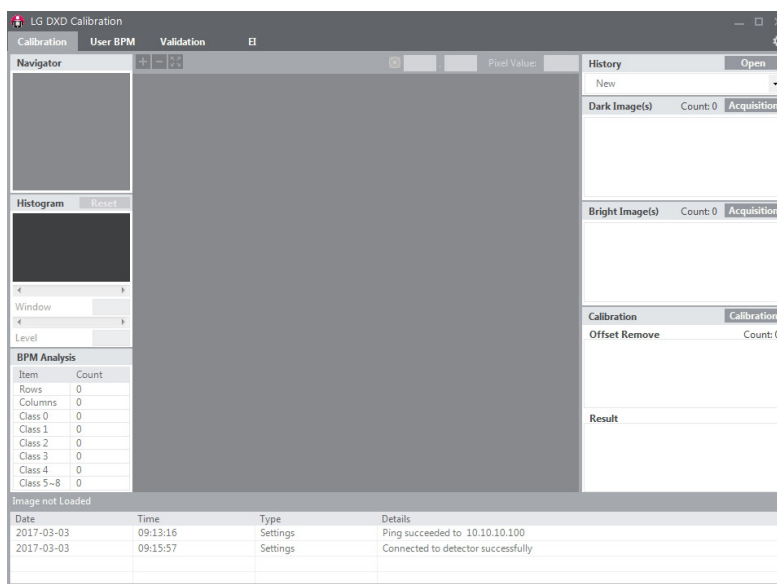 LG DXD Calibration
Calibration User BPM Validation EI
Navigator
Pixel Value:
History Open
New
Dark Image(s) Count: 0 Acquisition
Histogram Reset
Bright Image(s) Count: 0 Acquisition
Window
Level
Calibration Calibration
Offset Remove Count: 0
BPM Analysis
Item Count
Rows 0
Columns 0
Class 0 0
Class 1 0
Class 2 0
Class 3 0
Class 4 0
Class 5~8 0
Result
Image not Loaded
Date Time Type Details
2017-03-03 09:13:16 Settings Ping succeeded to 10.10.10.100
2017-03-03 09:15:57 Settings Connected to detector successfully